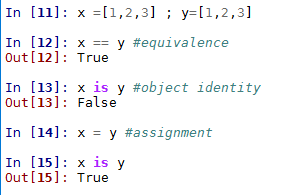 In [11]: x =[1,2,3] ; y=[1,2,3]
In [12]: x == y #equivalence
Out[12]: True
In [13]: x is y #object identity
Out[13]: False
In [14]: x = y #assignment
In [15]: x is y
Out[15]: True